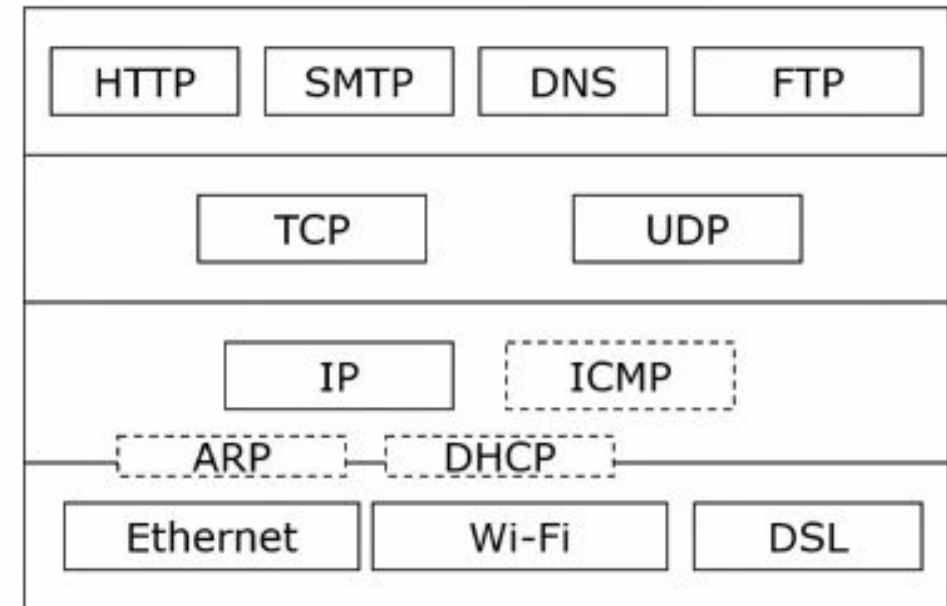 HTTP SMTP DNS FTP
TCP UDP
IP ICMP
ARP DHCP
Ethernet Wi-Fi DSL